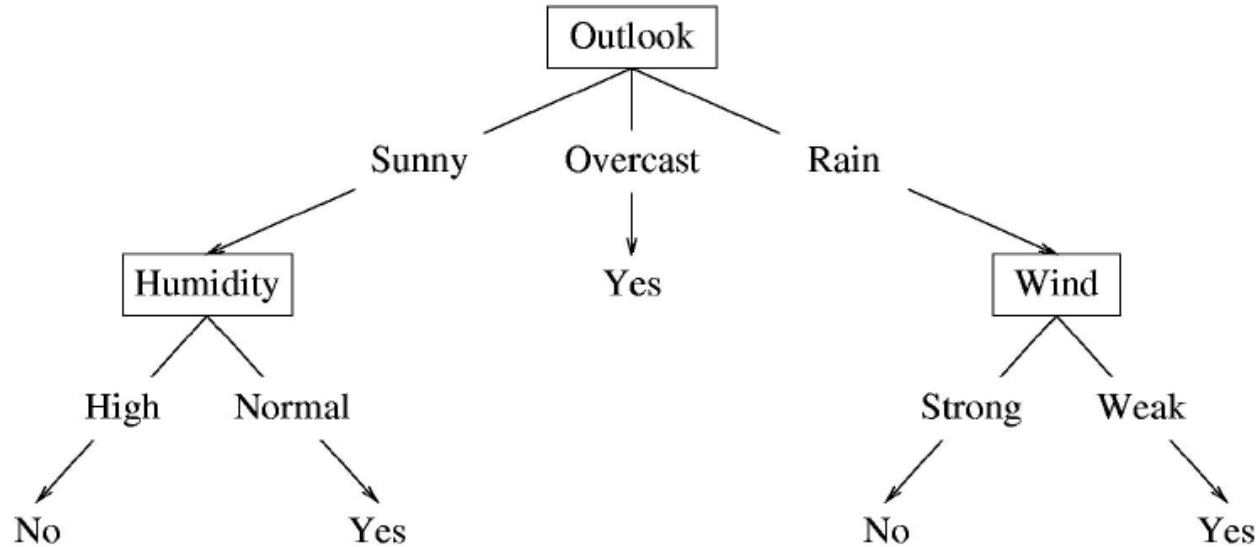 Outlook
Sunny Overcast Rain
Humidity Yes Wind
High Normal Strong Weak
No Yes No Yes